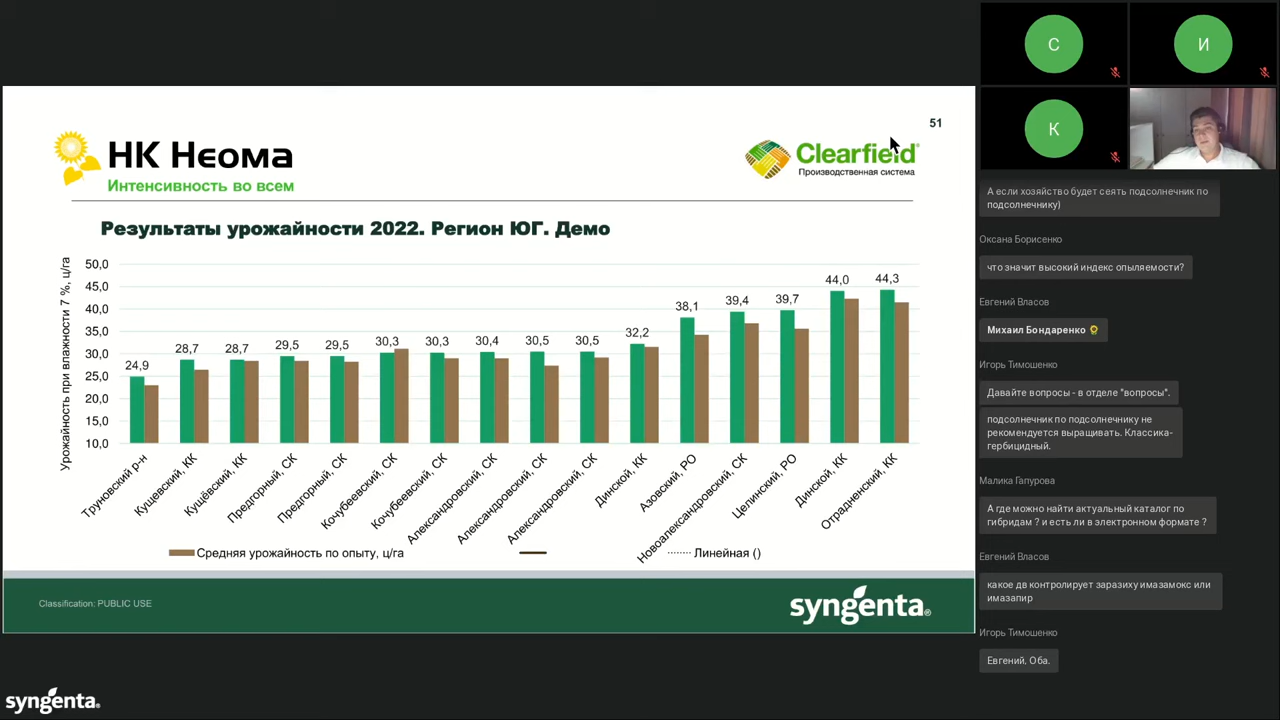 НК Неома
Интенсивность во всем
Clearfield®
Производственная система
51
Результаты урожайности 2022. Регион ЮГ. Демо
Урожайность при влажности 7 %, ц/га
50,0
45,0
40,0
35,0
30,0
25,0
20,0
15,0
10,0
24,9
28,7
28,7
29,5
29,5
30,3
30,3
30,4
30,5
30,5
32,2
38,1
39,4
39,7
44,0
44,3
Труновский р-н
Кущевский, КК
Кущёвский, КК
Предгорный, СК
Предгорный, СК
Кочубеевский, СК
Кочубеевский, СК
Александровский, СК
Александровский, СК
Александровский, СК
Динской, КК
Азовский, РО
Новоалександровский, СК
Целинский, РО
Динской, КК
Отрадненский, КК
Средняя урожайность по опыту, ц/га
Линейная ()
Classification: PUBLIC USE
syngenta®
syngenta.
С
И
К
А если хозяйство будет сеять подсолнечник по
подсолнечнику)
Оксана Борисенко
что значит высокий индекс опыляемости?
Евгений Власов
Михаил Бондаренко 🌻
Игорь Тимошенко
Давайте вопросы - в отделе "вопросы".
подсолнечник по подсолнечнику не
рекомендуется выращивать. Классика-
гербицидный.
Малика Гапурова
А где можно найти актуальный каталог по
гибридам ? и есть ли в электронном формате ?
Евгений Власов
какое дв контролирует заразиху имазамокс или
имазапир
Игорь Тимошенко
Евгений, Оба.